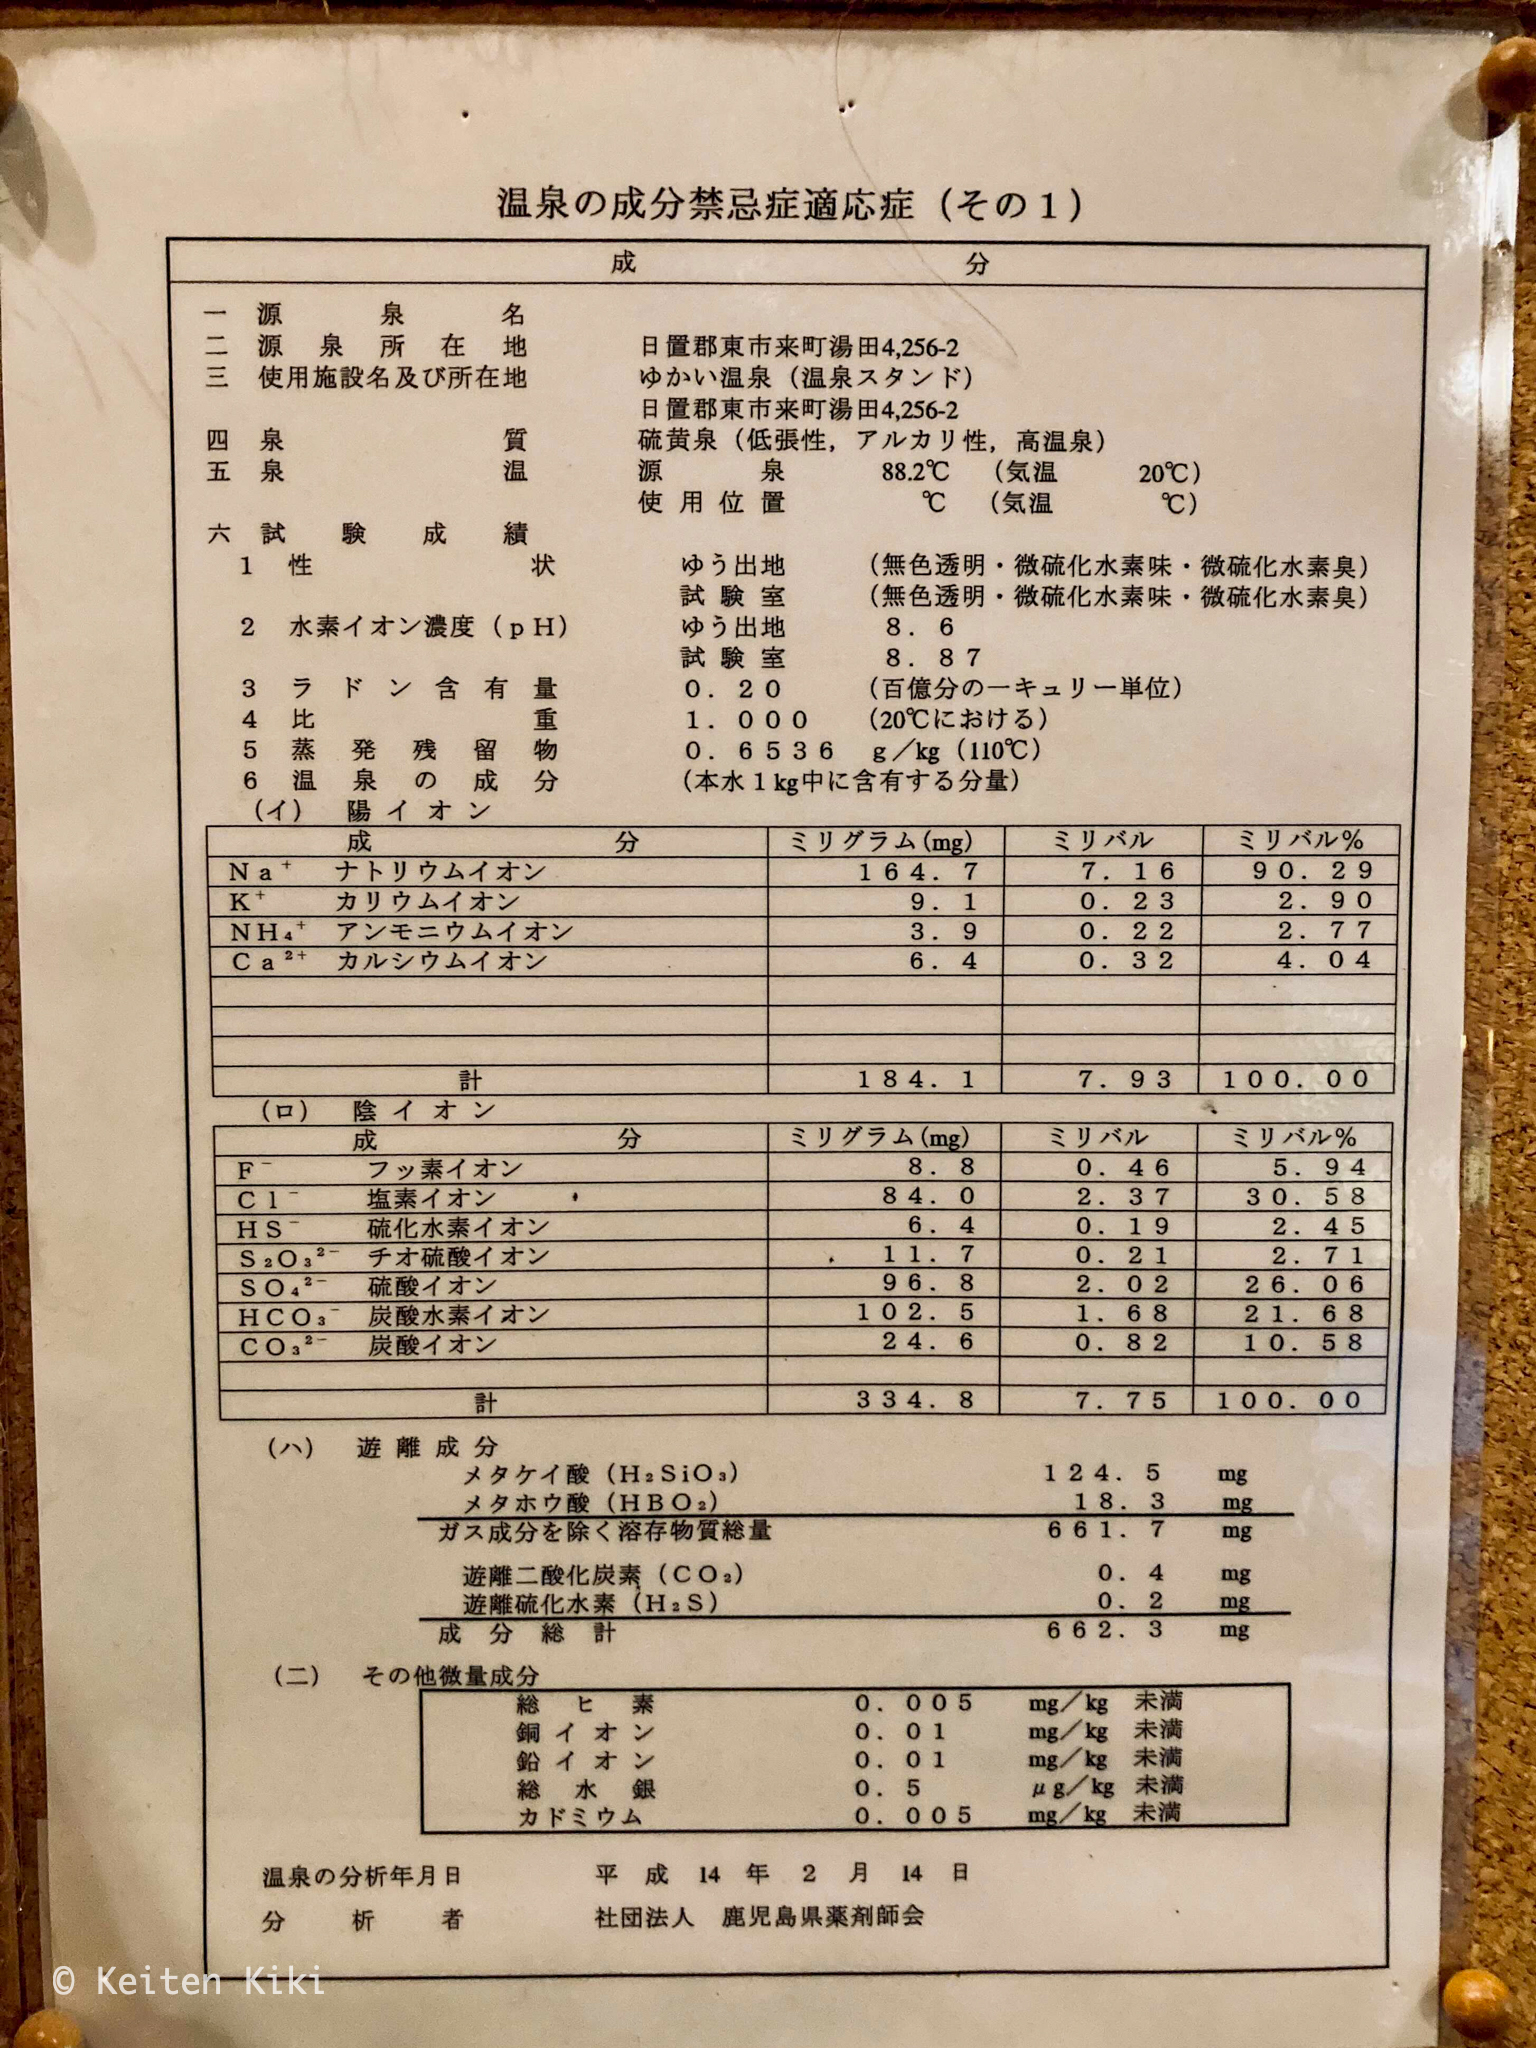 温泉の成分禁忌症適応症（その１）
成　分
一　源泉名
二　源泉所在地　日置郡東市来町湯田4,256-2
三　使用施設名及び所在地　ゆかい温泉（温泉スタンド）
日置郡東市来町湯田4,256-2
四　泉質　硫黄泉（低張性，アルカリ性，高温泉）
五　泉温　源泉　88.2℃　（気温　20℃）
使用位置　℃　（気温　℃）
六　試験成績
１　性状　ゆう出地　（無色透明・微硫化水素味・微硫化水素臭）
試験室　（無色透明・微硫化水素味・微硫化水素臭）
２　水素イオン濃度（ｐＨ）　ゆう出地　８．６
試験室　８．８７
３　ラドン含有量　０．２０　（百億分の一キュリー単位）
４　比重　１．０００　（20℃における）
５　蒸発残留物　０．６５３６　ｇ／kg（110℃）
６　温泉の成分　（本水１kg中に含有する分量）
（イ）　陽イオン
成　分　ミリグラム(mg)　ミリバル　ミリバル％
Ｎａ⁺　ナトリウムイオン　１６４．７　７．１６　９０．２９
Ｋ⁺　カリウムイオン　９．１　０．２３　２．９０
ＮＨ₄⁺　アンモニウムイオン　３．９　０．２２　２．７７
Ｃａ²⁺　カルシウムイオン　６．４　０．３２　４．０４
計　１８４．１　７．９３　１００．００
（ロ）　陰イオン
成　分　ミリグラム(mg)　ミリバル　ミリバル％
Ｆ⁻　フッ素イオン　８．８　０．４６　５．９４
Ｃｌ⁻　塩素イオン　８４．０　２．３７　３０．５８
ＨＳ⁻　硫化水素イオン　６．４　０．１９　２．４５
Ｓ₂Ｏ₃²⁻　チオ硫酸イオン　１１．７　０．２１　２．７１
ＳＯ₄²⁻　硫酸イオン　９６．８　２．０２　２６．０６
ＨＣＯ₃⁻　炭酸水素イオン　１０２．５　１．６８　２１．６８
ＣＯ₃²⁻　炭酸イオン　２４．６　０．８２　１０．５８
計　３３４．８　７．７５　１００．００
（ハ）　遊離成分
メタケイ酸（Ｈ₂ＳｉＯ₃）　１２４．５　mg
メタホウ酸（ＨＢＯ₂）　１８．３　mg
ガス成分を除く溶存物質総量　６６１．７　mg
遊離二酸化炭素（ＣＯ₂）　０．４　mg
遊離硫化水素（Ｈ₂Ｓ）　０．２　mg
成分総計　６６２．３　mg
（二）　その他微量成分
総ヒ素　０．００５　mg／kg　未満
銅イオン　０．０１　mg／kg　未満
鉛イオン　０．０１　mg／kg　未満
総水銀　０．５　μg／kg　未満
カドミウム　０．００５　mg／kg　未満
温泉の分析年月日　平成14年２月14日
分析者　社団法人　鹿児島県薬剤師会
© Keiten Kiki